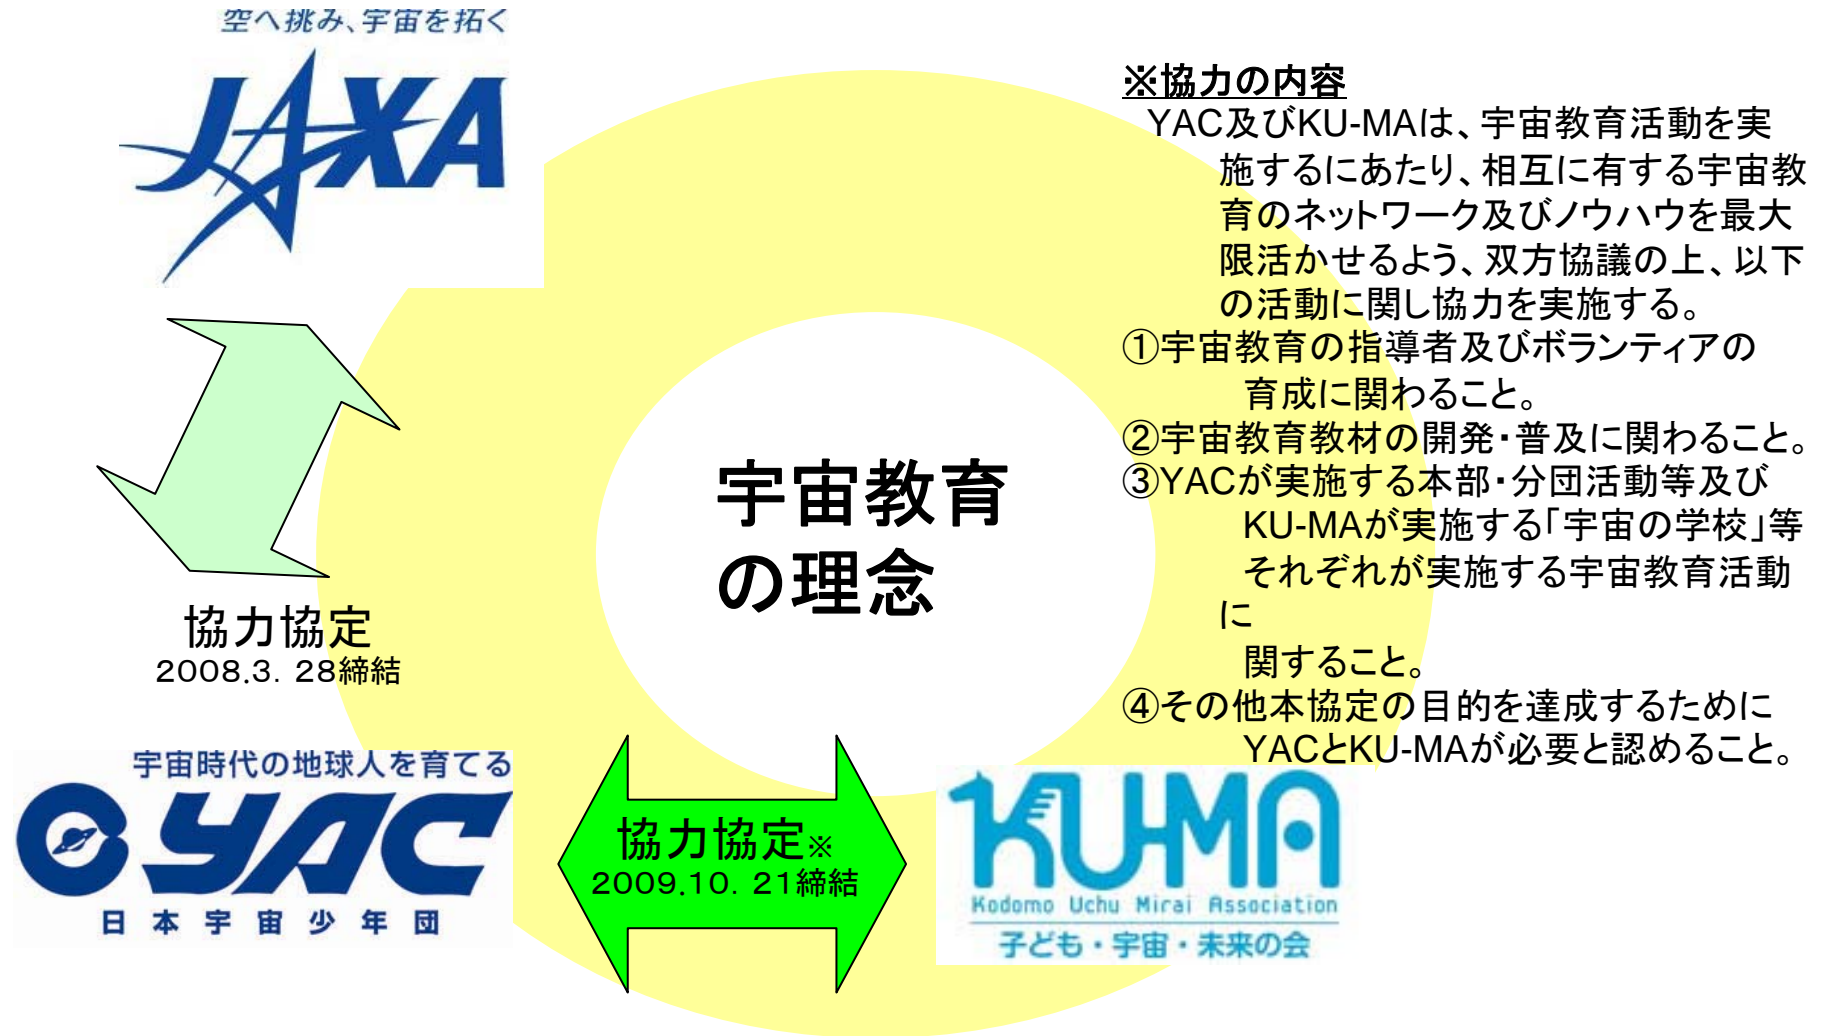 空へ挑み、宇宙を拓く
JAXA
※協力の内容
YAC及びKU-MAは、宇宙教育活動を実
施するにあたり、相互に有する宇宙教
育のネットワーク及びノウハウを最大
限活かせるよう、双方協議の上、以下
の活動に関し協力を実施する。
①宇宙教育の指導者及びボランティアの
育成に関わること。
②宇宙教育教材の開発・普及に関わること。
③YACが実施する本部・分団活動等及び
KU-MAが実施する「宇宙の学校」等
それぞれが実施する宇宙教育活動
に
関すること。
④その他本協定の目的を達成するために
YACとKU-MAが必要と認めること。
宇宙教育
の理念
協力協定
2008.3．28締結
宇宙時代の地球人を育てる
YAC
日本宇宙少年団
協力協定※
2009.10．21締結
KU-MA
Kodomo Uchu Mirai Association
子ども・宇宙・未来の会